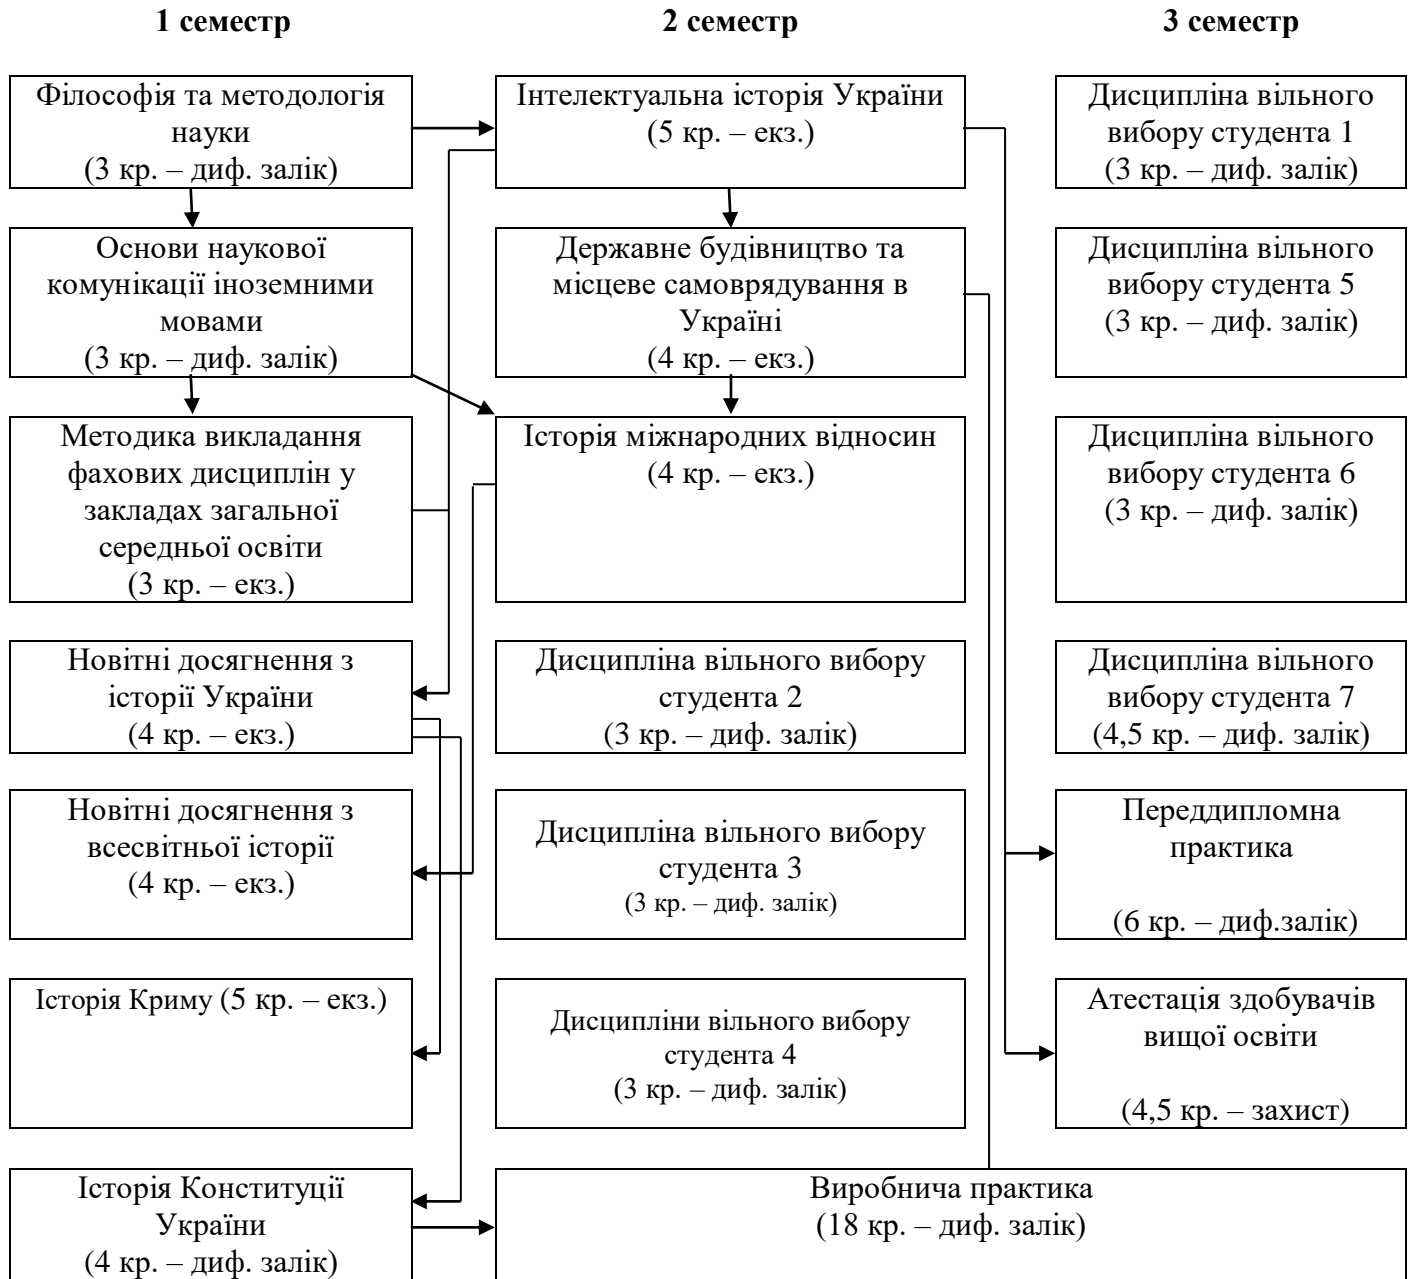 1 семестр
2 семестр
3 семестр
Філософія та методологія
науки
(3 кр. – диф. залік)
Інтелектуальна історія України
(5 кр. – екз.)
Дисципліна вільного
вибору студента 1
(3 кр. – диф. залік)
Основи наукової
комунікації іноземними
мовами
(3 кр. – диф. залік)
Державне будівництво та
місцеве самоврядування в
Україні
(4 кр. – екз.)
Дисципліна вільного
вибору студента 5
(3 кр. – диф. залік)
Методика викладання
фахових дисциплін у
закладах загальної
середньої освіти
(3 кр. – екз.)
Історія міжнародних відносин
(4 кр. – екз.)
Дисципліна вільного
вибору студента 6
(3 кр. – диф. залік)
Новітні досягнення з
історії України
(4 кр. – екз.)
Дисципліна вільного вибору
студента 2
(3 кр. – диф. залік)
Дисципліна вільного
вибору студента 7
(4,5 кр. – диф. залік)
Новітні досягнення з
всесвітньої історії
(4 кр. – екз.)
Дисципліна вільного вибору
студента 3
(3 кр. – диф. залік)
Переддипломна
практика
(6 кр. – диф.залік)
Історія Криму (5 кр. – екз.)
Дисципліни вільного вибору
студента 4
(3 кр. – диф. залік)
Атестація здобувачів
вищої освіти
(4,5 кр. – захист)
Історія Конституції
України
(4 кр. – диф. залік)
Виробнича практика
(18 кр. – диф. залік)